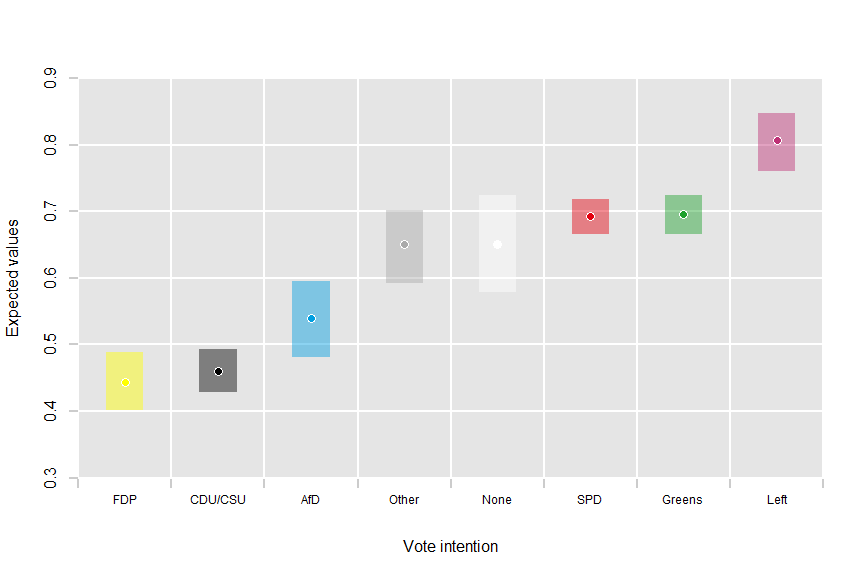 Expected values
0.9
0.8
0.7
0.6
0.5
0.4
0.3
FDP CDU/CSU AfD Other None SPD Greens Left
Vote intention